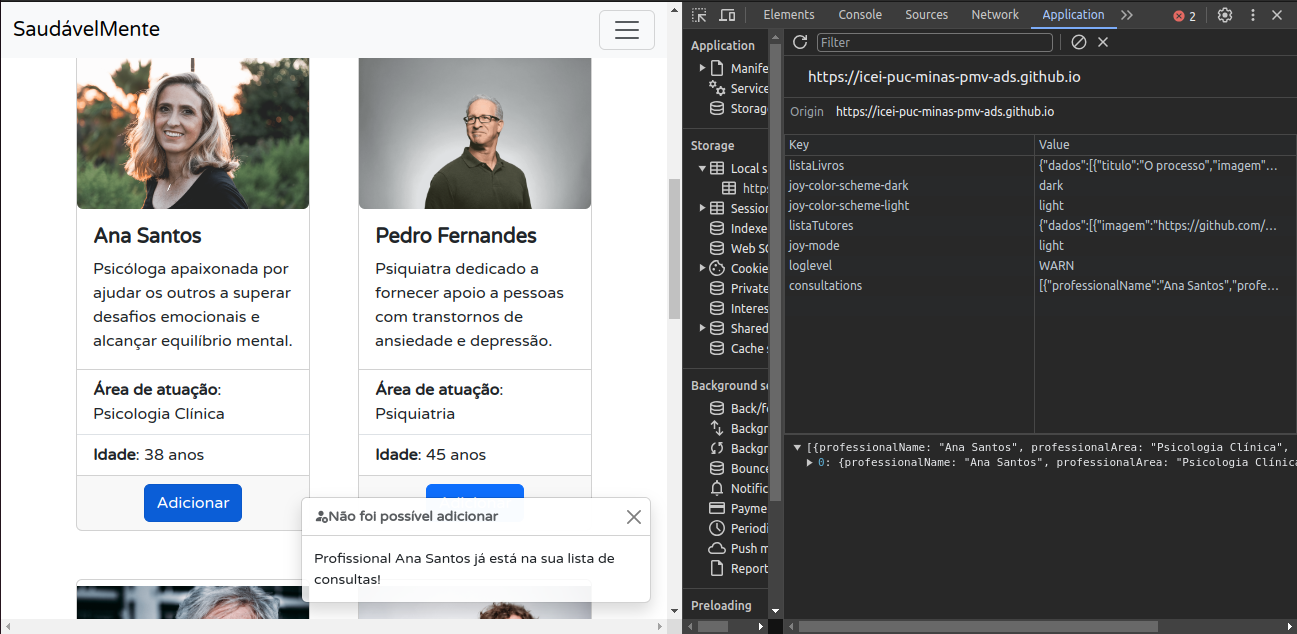 SaudávelMente
Ana Santos
Psicóloga apaixonada por
ajudar os outros a superar
desafios emocionais e
alcançar equilíbrio mental.
Área de atuação:
Psicologia Clínica
Idade: 38 anos
Adicionar
Pedro Fernandes
Psiquiatra dedicado a
fornecer apoio a pessoas
com transtornos de
ansiedade e depressão.
Área de atuação:
Psiquiatria
Idade: 45 anos
Não foi possível adicionar
Profissional Ana Santos já está na sua lista de
consultas!
Elements Console Sources Network Application 2
Application
Manife
Service
Storag
Storage
Local s
https
Session
Indexe
Web SQ
Cookie
Private
Interes
Shared
Cache s
Background se
Back/f
Backgr
Backgr
Bounce
Notific
Payme
Period
Push m
Report
Preloading
Filter
https://icei-puc-minas-pmv-ads.github.io
Origin https://icei-puc-minas-pmv-ads.github.io
Key Value
listaLivros {"dados":[{"titulo":"O processo","imagem"…
joy-color-scheme-dark dark
joy-color-scheme-light light
listaTutores {"dados":[{"imagem":"https://github.com/…
joy-mode light
loglevel WARN
consultations [{"professionalName":"Ana Santos","profe…
[{professionalName: "Ana Santos", professionalArea: "Psicologia Clínica",
0: {professionalName: "Ana Santos", professionalArea: "Psicologia Clínica